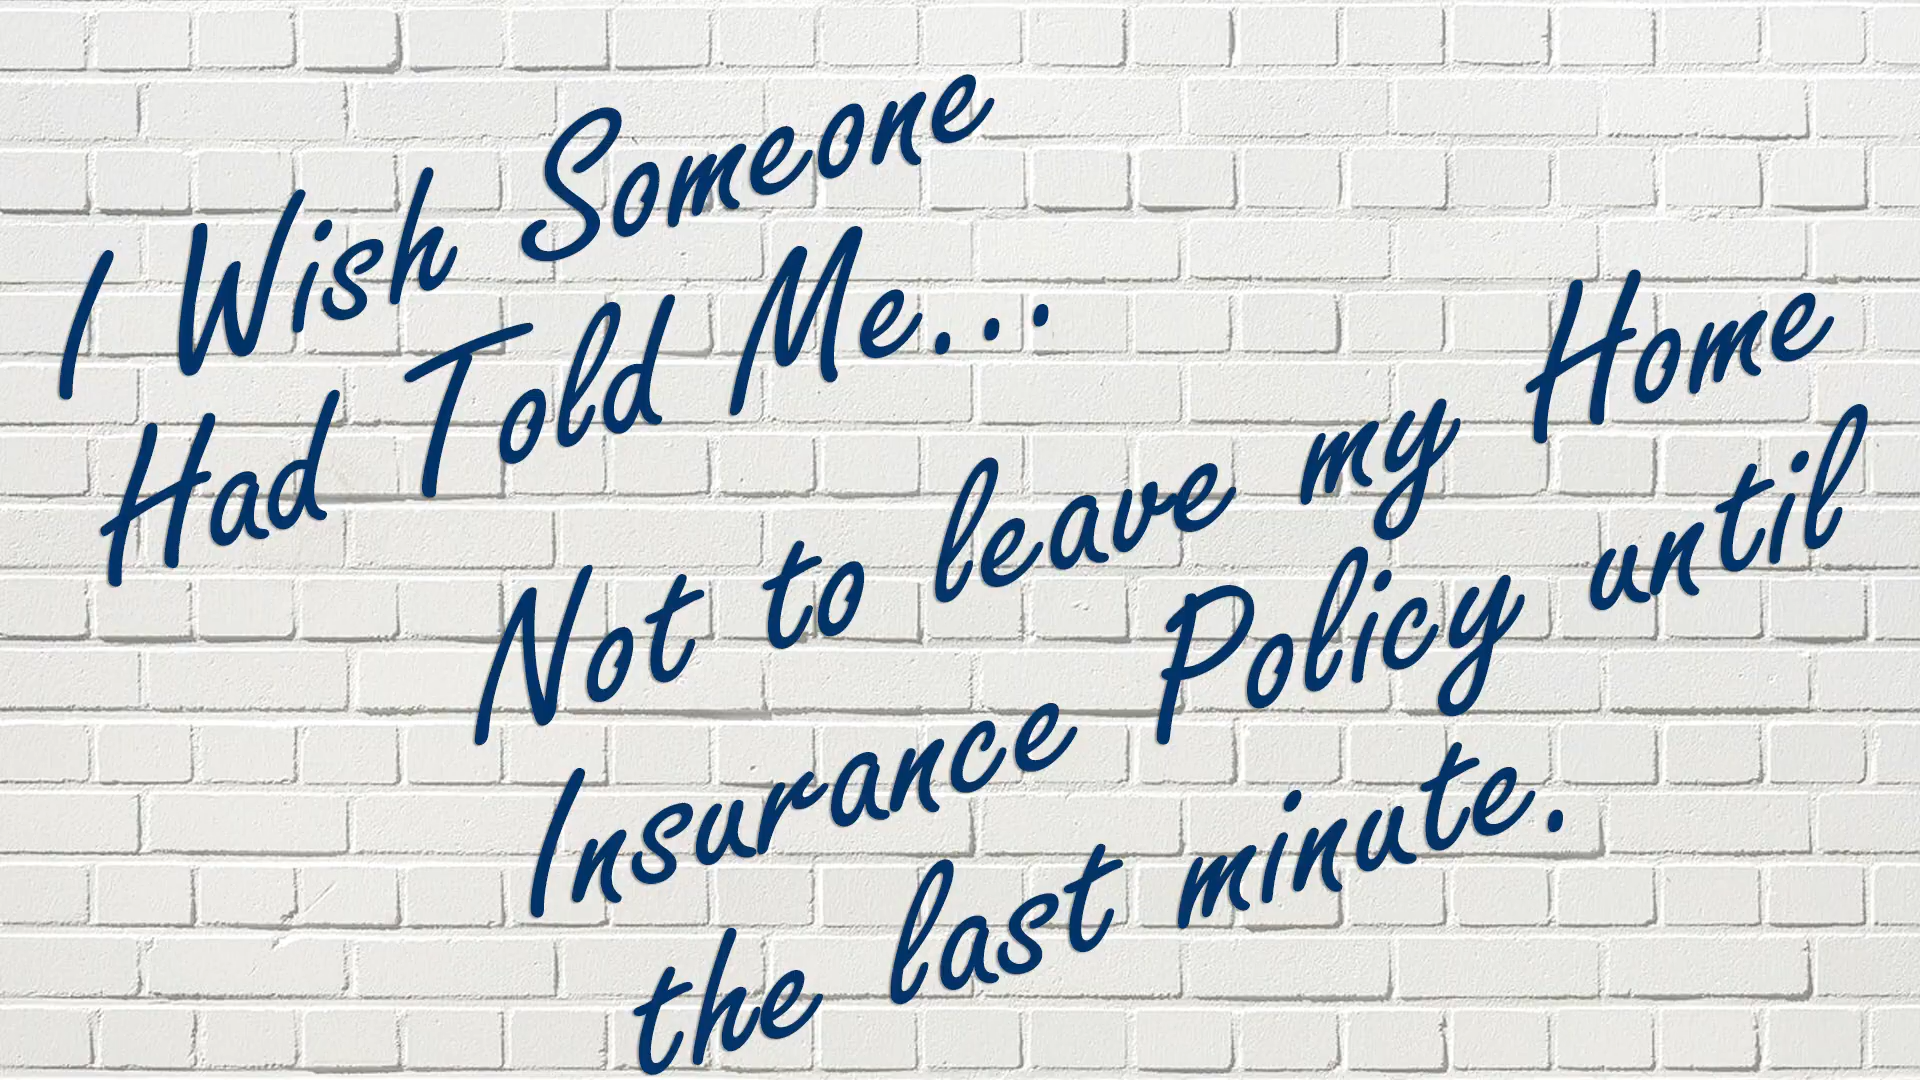 I Wish Someone
Had Told Me...
Not to leave my Home
Insurance Policy until
the last minute.